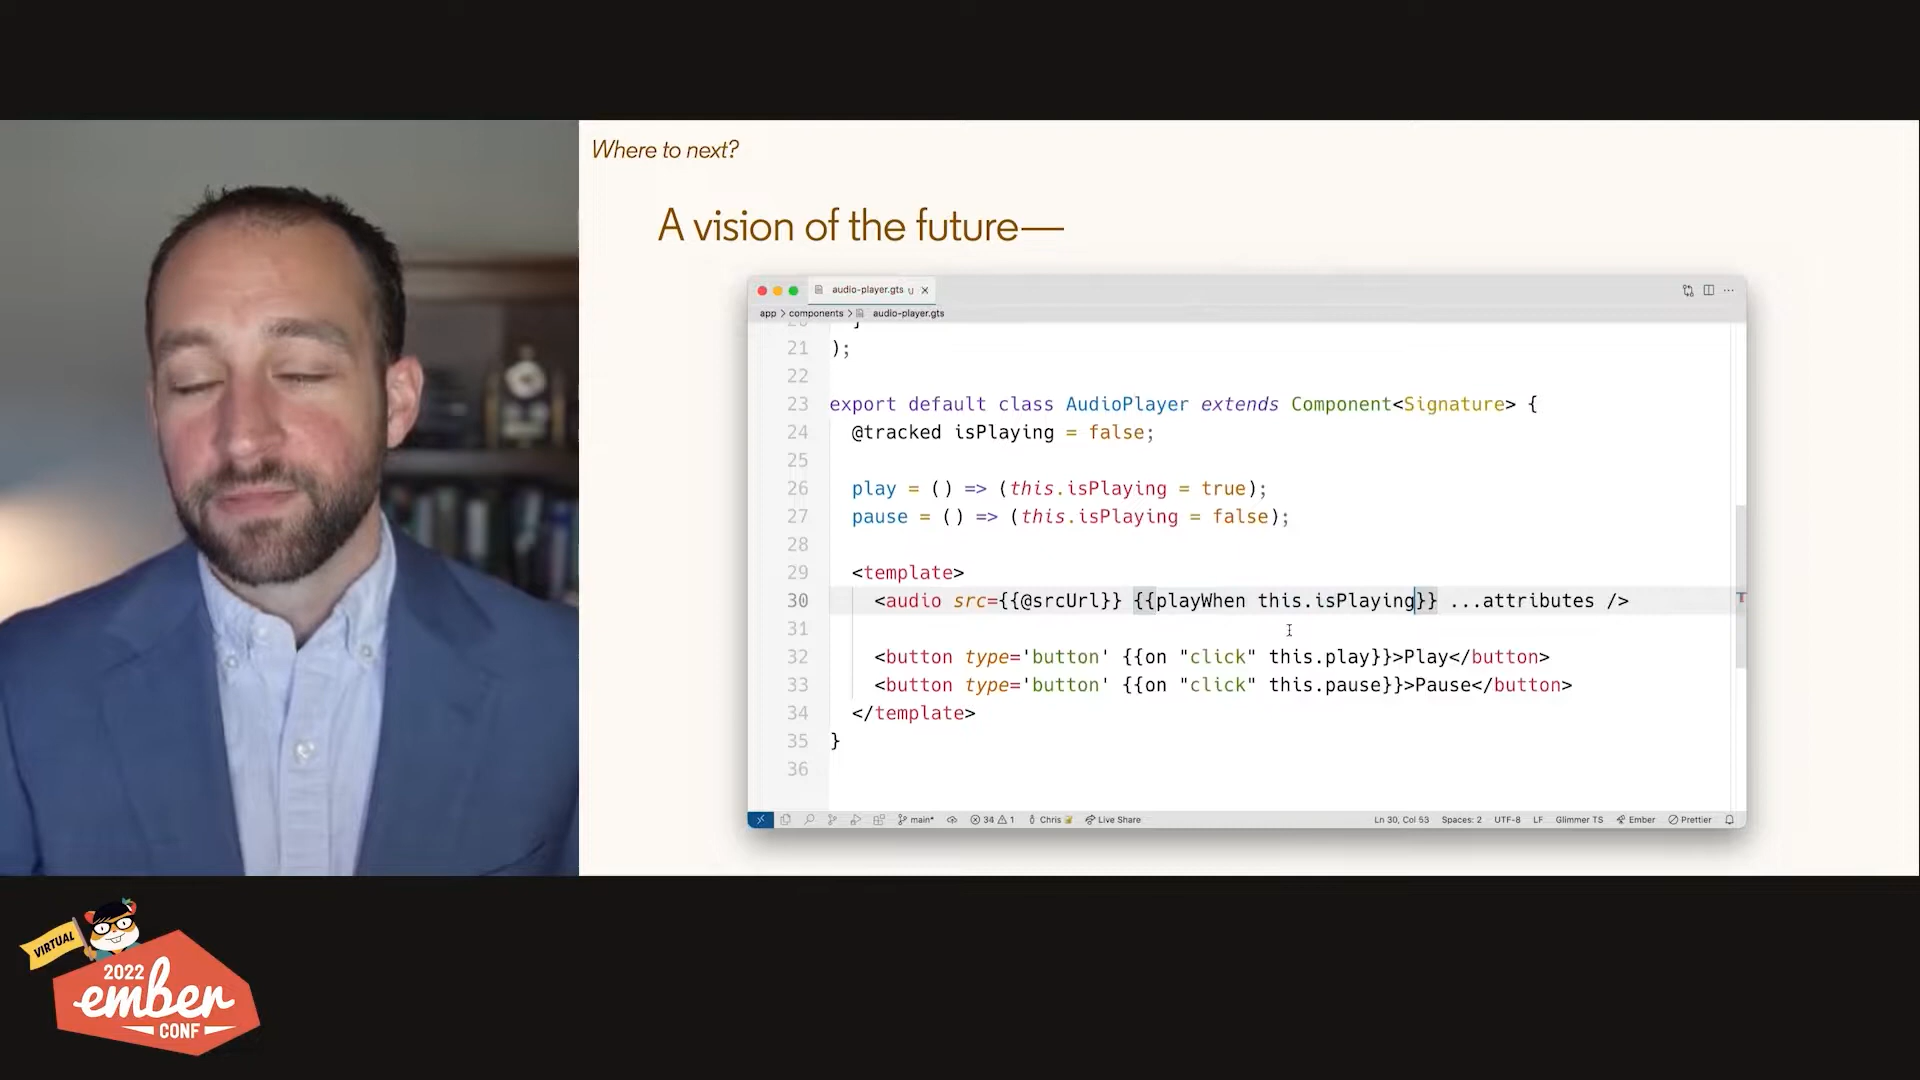 Where to next?
A vision of the future—
audio-player.gts U
app > components > audio-player.gts
20 }
21 );
22
23 export default class AudioPlayer extends Component<Signature> {
24 @tracked isPlaying = false;
25
26 play = () => (this.isPlaying = true);
27 pause = () => (this.isPlaying = false);
28
29 <template>
30 <audio src={{@srcUrl}} {{playWhen this.isPlaying}} ...attributes />
31
32 <button type='button' {{on "click" this.play}}>Play</button>
33 <button type='button' {{on "click" this.pause}}>Pause</button>
34 </template>
35 }
36
main* 34 1 Chris Live Share Ln 30, Col 53 Spaces: 2 UTF-8 LF Glimmer TS Ember Prettier
VIRTUAL
2022
ember
CONF